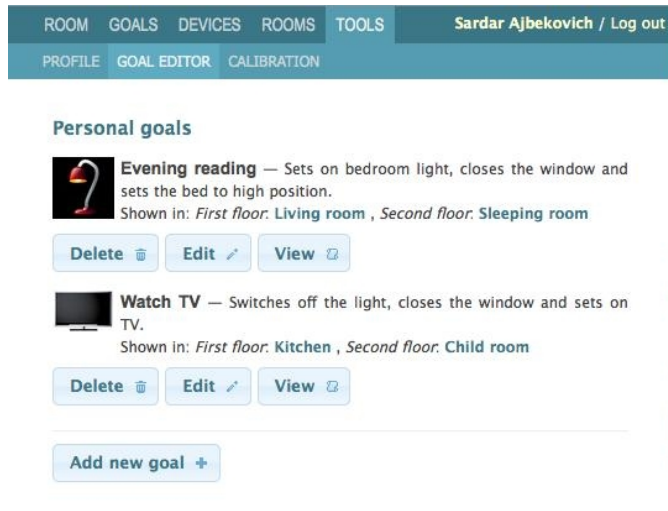 ROOM GOALS DEVICES ROOMS TOOLS Sardar Ajbekovich / Log out
PROFILE GOAL EDITOR CALIBRATION
Personal goals
Evening reading — Sets on bedroom light, closes the window and
sets the bed to high position.
Shown in: First floor: Living room , Second floor: Sleeping room
Delete Edit View
Watch TV — Switches off the light, closes the window and sets on
TV.
Shown in: First floor: Kitchen , Second floor: Child room
Delete Edit View
Add new goal +